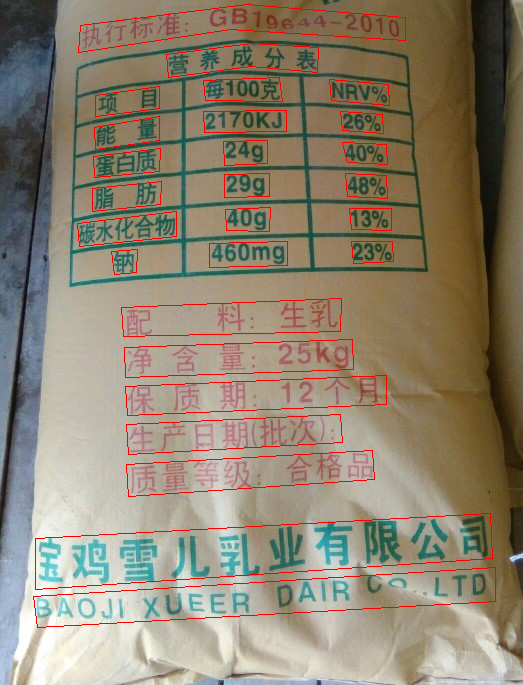 执行标准: GB19644-2010
营养成分表
项 目 每100克 NRV%
能 量 2170KJ 26%
蛋白质 24g 40%
脂 肪 29g 48%
碳水化合物 40g 13%
钠 460mg 23%
配 料: 生乳
净 含 量: 25kg
保 质 期: 12个月
生产日期(批次):
质量等级: 合格品
宝鸡雪儿乳业有限公司
BAOJI XUEER DAIR CO.,LTD